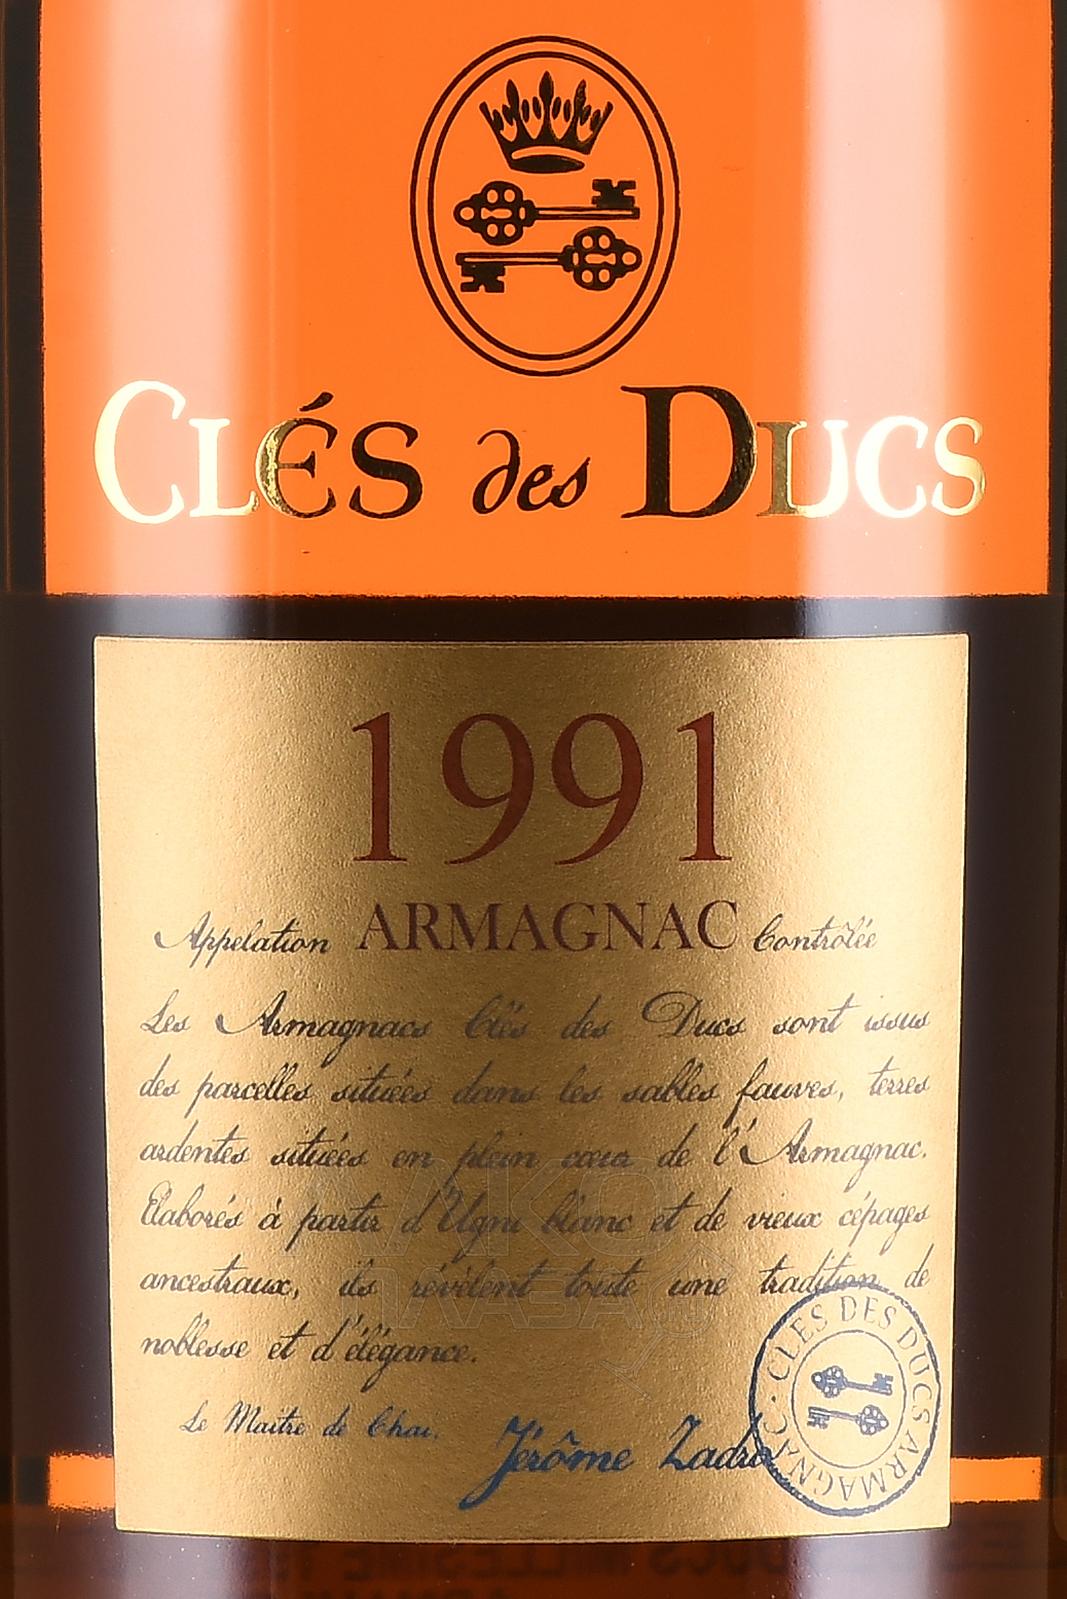 CLÉS des DUCS
1991
Appelation ARMAGNAC Contrôlée
Les Armagnacs Clés des Ducs sont issus
des parcelles situées dans les sables fauves, terres
ardentes situées en plein cœur de l'Armagnac.
Elaborés à partir d'Ugni blanc et de vieux cépages
ancestraux, ils révèlent toute une tradition de
noblesse et d'élégance.
Le Maitre de Chai.
Jérôme Zadro
CLES DES DUCS. ARMAGNAC.